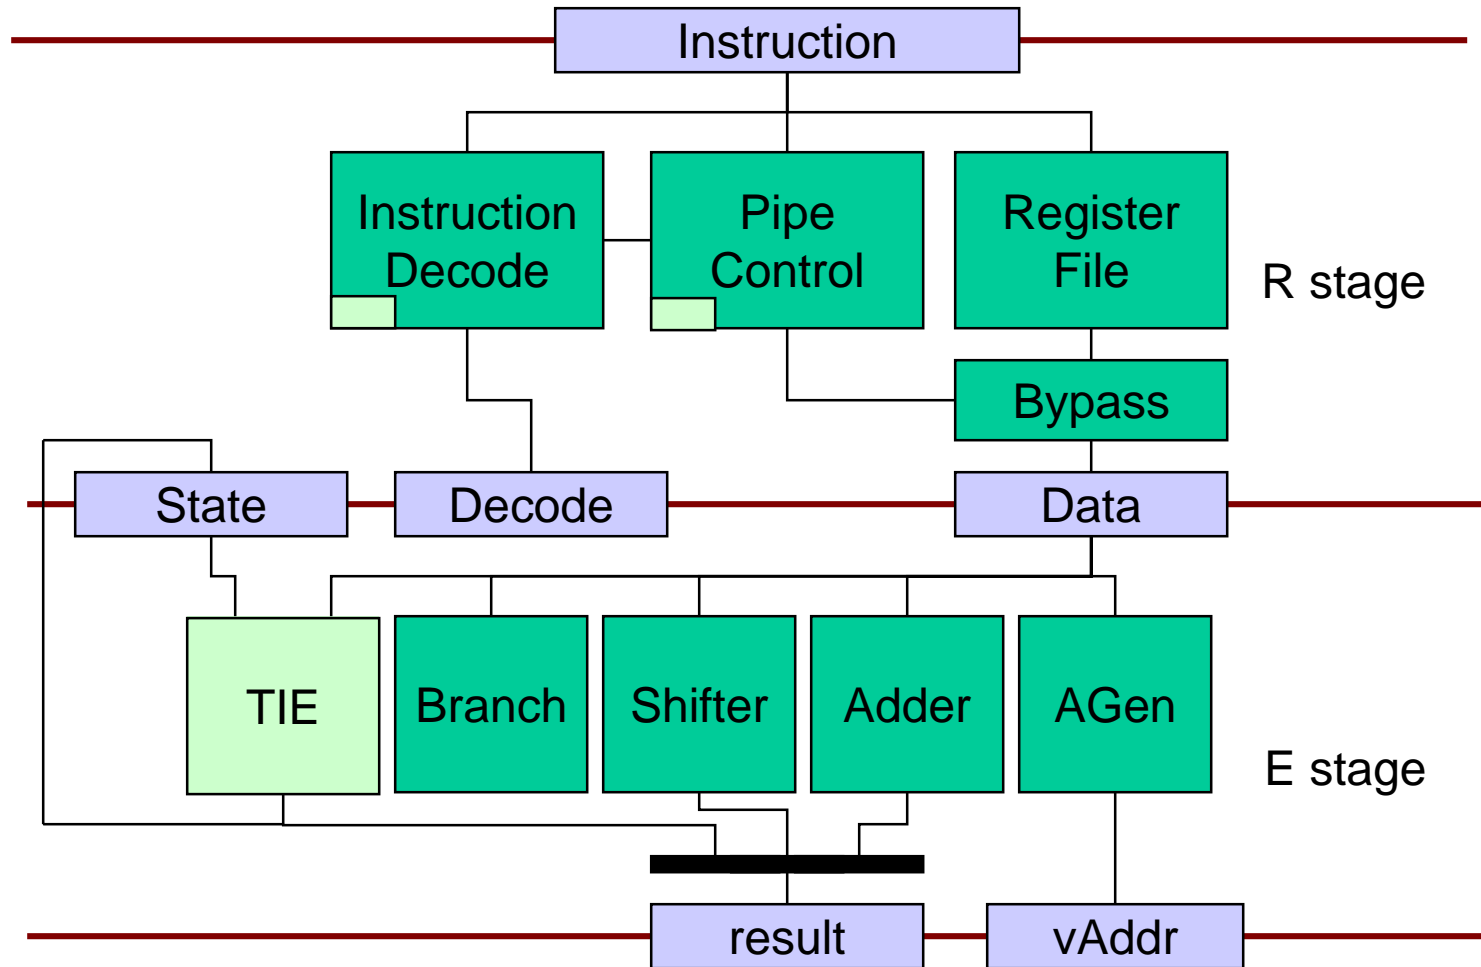 Instruction
Instruction
Decode
Pipe
Control
Register
File
R stage
Bypass
State
Decode
Data
TIE
Branch
Shifter
Adder
AGen
E stage
result
vAddr